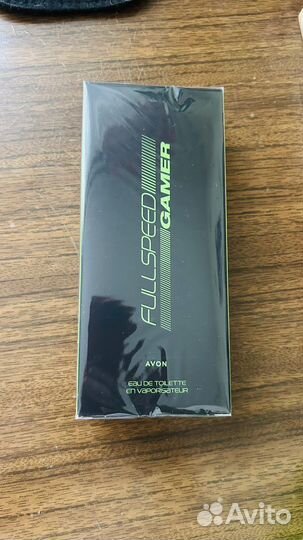 FULL SPEED
GAMER
AVON
EAU DE TOILETTE
EN VAPORISATEUR
Avito